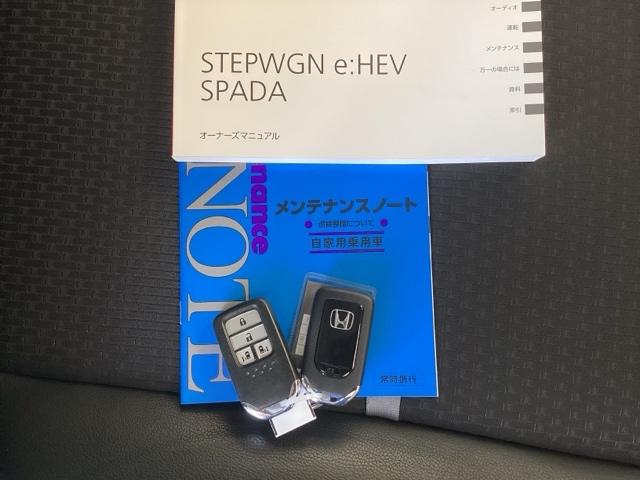 オーディオ
運転
メンテナンス
万一の場合には
資料
索引
STEPWGN e:HEV
SPADA
オーナーズマニュアル
nance
NOTE
メンテナンスノート
点検整備について
自家用乗用車
常時携行